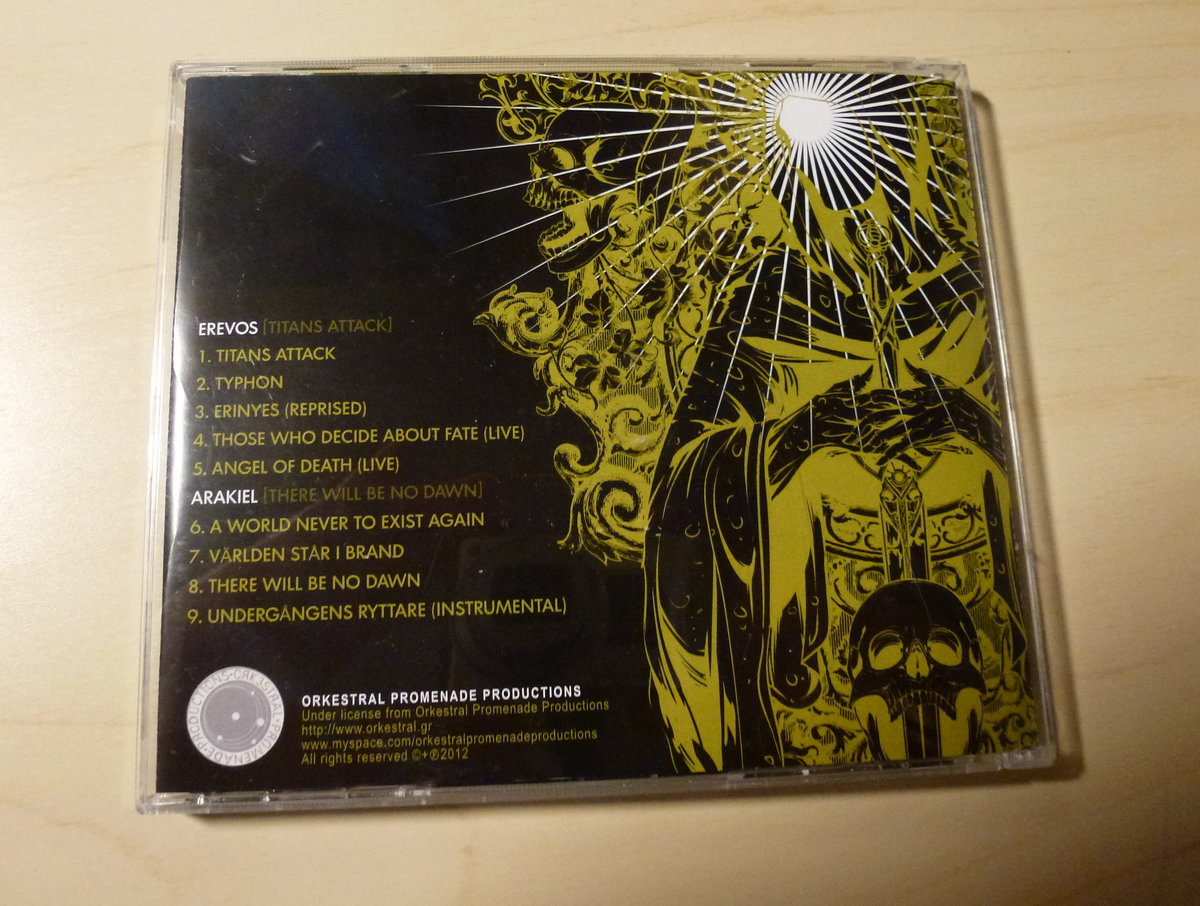 EREVOS [TITANS ATTACK]
1. TITANS ATTACK
2. TYPHON
3. ERINYES (REPRISED)
4. THOSE WHO DECIDE ABOUT FATE (LIVE)
5. ANGEL OF DEATH (LIVE)
ARAKIEL [THERE WILL BE NO DAWN]
6. A WORLD NEVER TO EXIST AGAIN
7. VÄRLDEN STÅR I BRAND
8. THERE WILL BE NO DAWN
9. UNDERGÅNGENS RYTTARE (INSTRUMENTAL)
ORKESTRAL PROMENADE PRODUCTIONS
Under license from Orkestral Promenade Productions
http://www.orkestral.gr
www.myspace.com/orkestralpromenadeproductions
All rights reserved ©+℗2012
ORKESTRAL-PROMENADE-PRODUCTIONS-